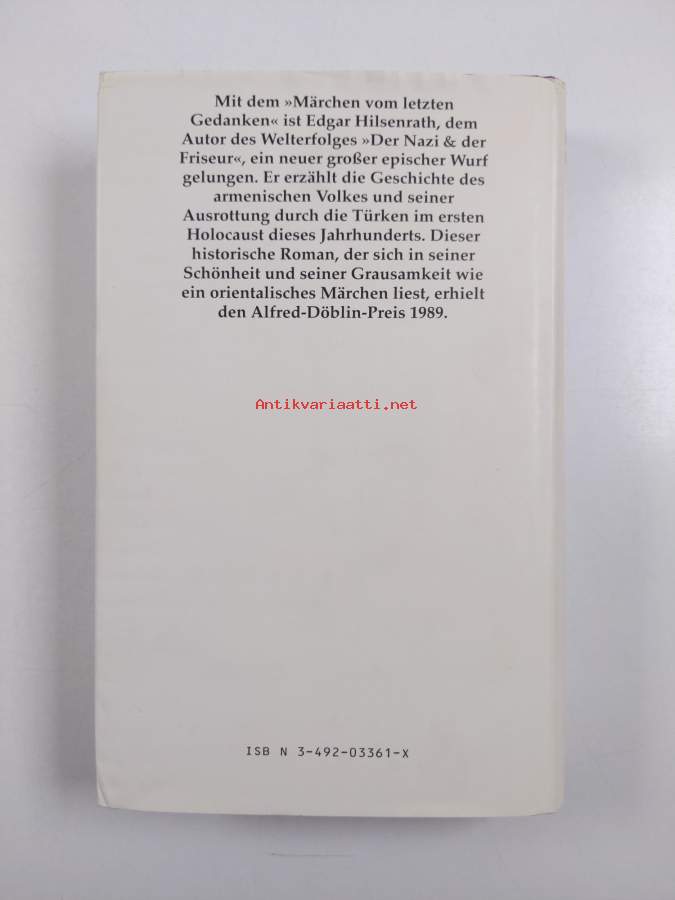 Mit dem »Märchen vom letzten
Gedanken« ist Edgar Hilsenrath, dem
Autor des Welterfolges »Der Nazi & der
Friseur«, ein neuer großer epischer Wurf
gelungen. Er erzählt die Geschichte des
armenischen Volkes und seiner
Ausrottung durch die Türken im ersten
Holocaust dieses Jahrhunderts. Dieser
historische Roman, der sich in seiner
Schönheit und seiner Grausamkeit wie
ein orientalisches Märchen liest, erhielt
den Alfred-Döblin-Preis 1989.
Antikvariaatti.net
ISBN 3-492-03361-X